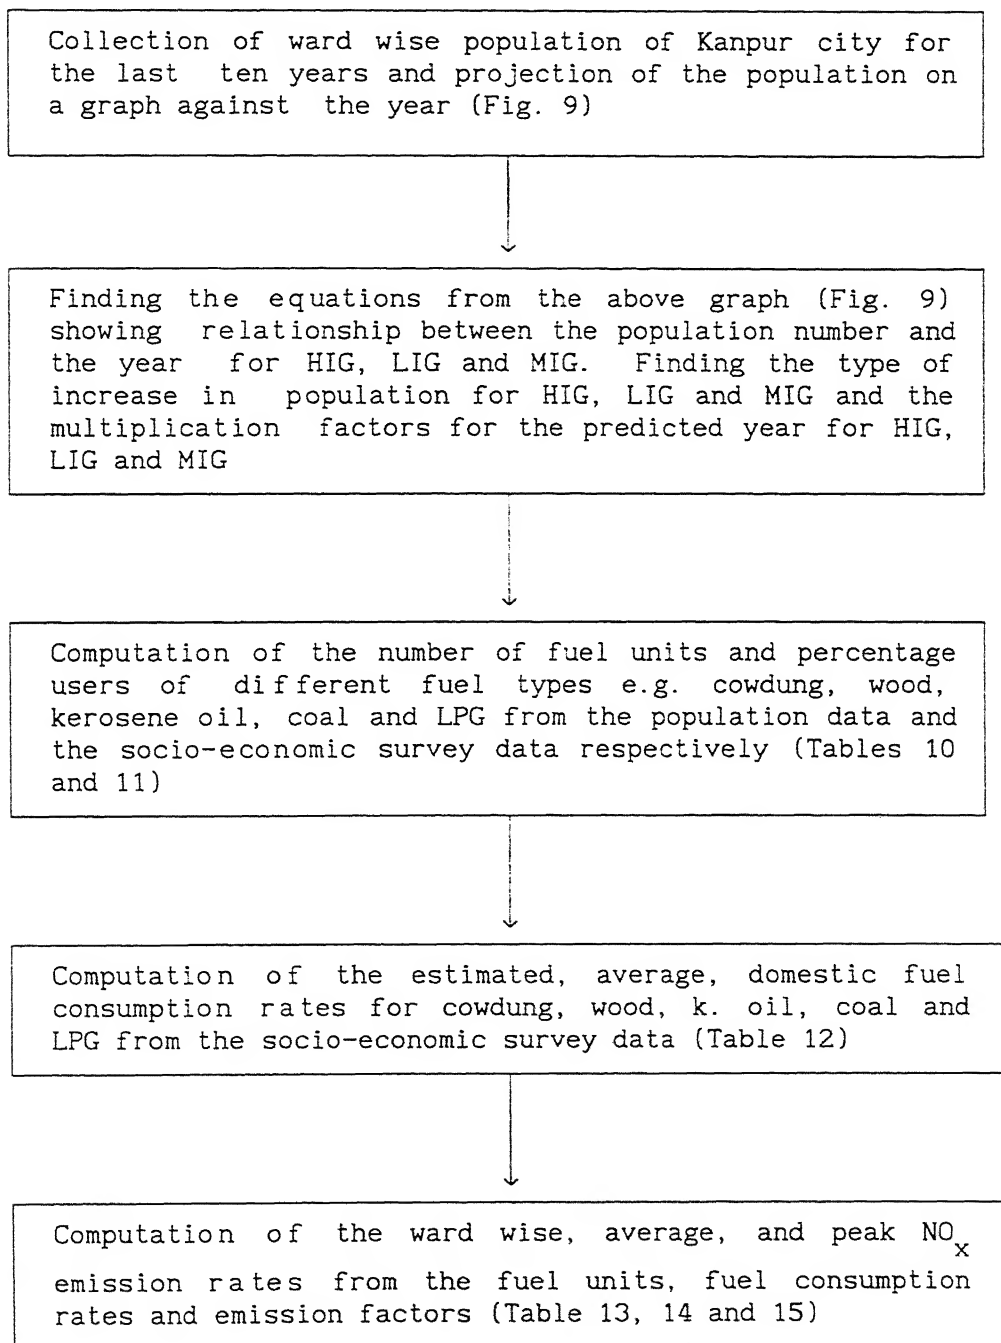 Collection of ward wise population of Kanpur city for
the last ten years and projection of the population on
a graph against the year (Fig. 9)
Finding the equations from the above graph (Fig. 9)
showing relationship between the population number and
the year for HIG, LIG and MIG. Finding the type of
increase in population for HIG, LIG and MIG and the
multiplication factors for the predicted year for HIG,
LIG and MIG
Computation of the number of fuel units and percentage
users of different fuel types e.g. cowdung, wood,
kerosene oil, coal and LPG from the population data and
the socio-economic survey data respectively (Tables 10
and 11)
Computation of the estimated, average, domestic fuel
consumption rates for cowdung, wood, k. oil, coal and
LPG from the socio-economic survey data (Table 12)
Computation of the ward wise, average, and peak NOx
emission rates from the fuel units, fuel consumption
rates and emission factors (Table 13, 14 and 15)